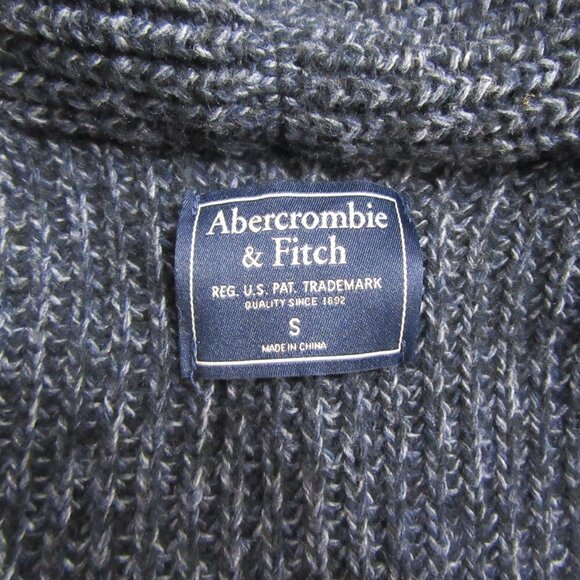 Abercrombie
& Fitch
REG. U.S. PAT. TRADEMARK
QUALITY SINCE 1892
S
MADE IN CHINA